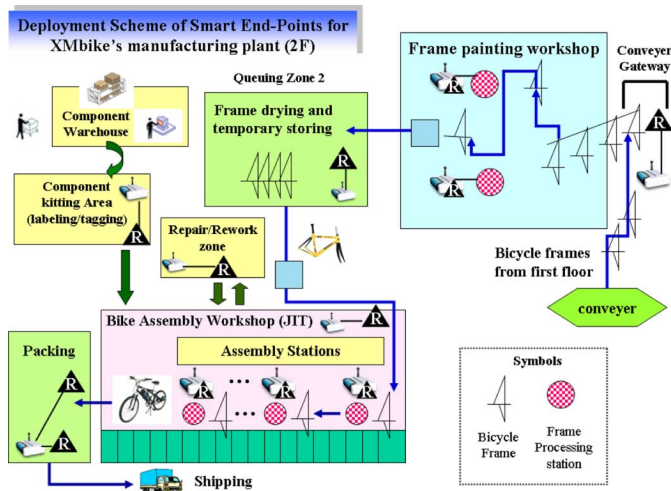 Deployment Scheme of Smart End-Points for
XMbike's manufacturing plant (2F)
Frame painting workshop
Conveyer
Gateway
Queuing Zone 2
Component
Warehouse
Frame drying and
temporary storing
R
R
R
R
Component
kitting Area
(labeling/tagging)
R
Repair/Rework
zone
R
Bicycle frames
from first floor
conveyer
Bike Assembly Workshop (JIT)
R
Packing
Assembly Stations
R
R
R
R
R
Shipping
Symbols
Bicycle
Frame
Frame
Processing
station